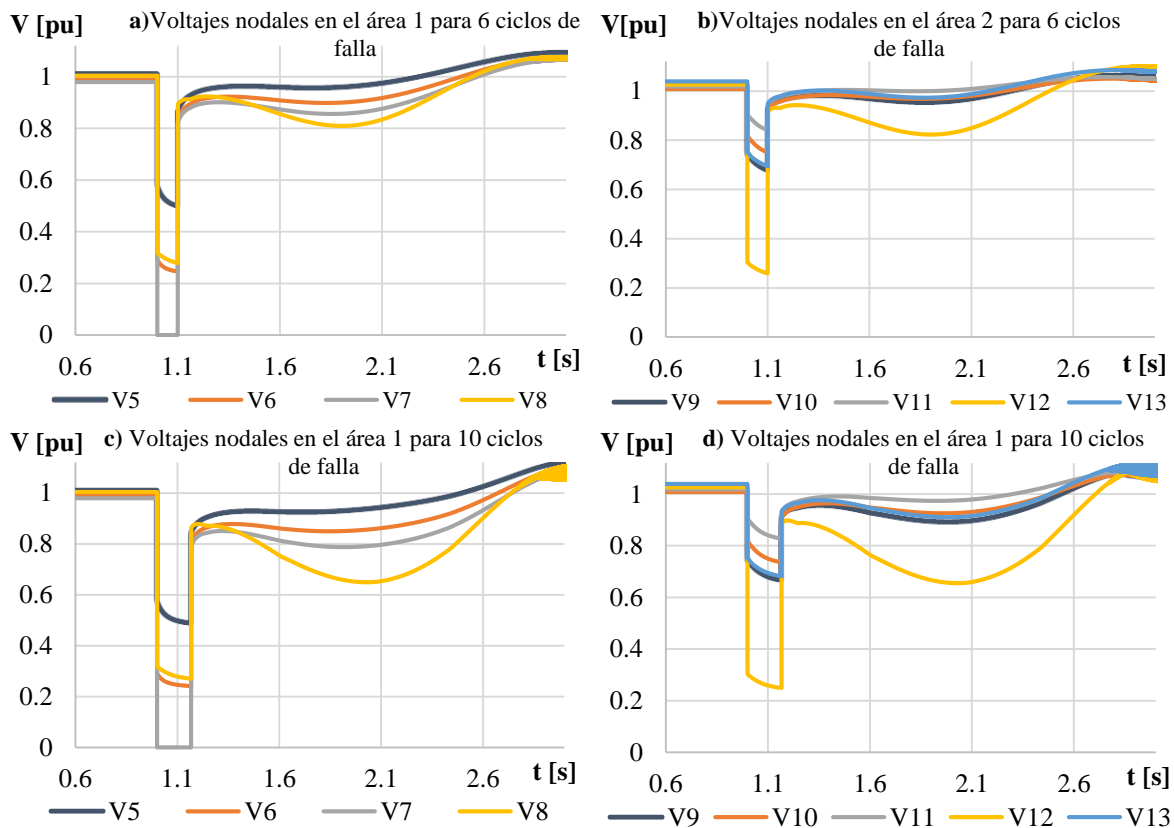 V [pu]
a)Voltajes nodales en el área 1 para 6 ciclos de
falla
1
0.8
0.6
0.4
0.2
0
0.6
1.1
1.6
2.1
2.6
t [s]
V5
V6
V7
V8
V[pu]
b)Voltajes nodales en el área 2 para 6 ciclos
de falla
1
0.8
0.6
0.4
0.2
0
0.6
1.1
1.6
2.1
2.6
t [s]
V9
V10
V11
V12
V13
V [pu]
c) Voltajes nodales en el área 1 para 10 ciclos
de falla
1
0.8
0.6
0.4
0.2
0
0.6
1.1
1.6
2.1
2.6
t [s]
V5
V6
V7
V8
V [pu]
d) Voltajes nodales en el área 1 para 10 ciclos
de falla
1
0.8
0.6
0.4
0.2
0
0.6
1.1
1.6
2.1
2.6
t [s]
V9
V10
V11
V12
V13